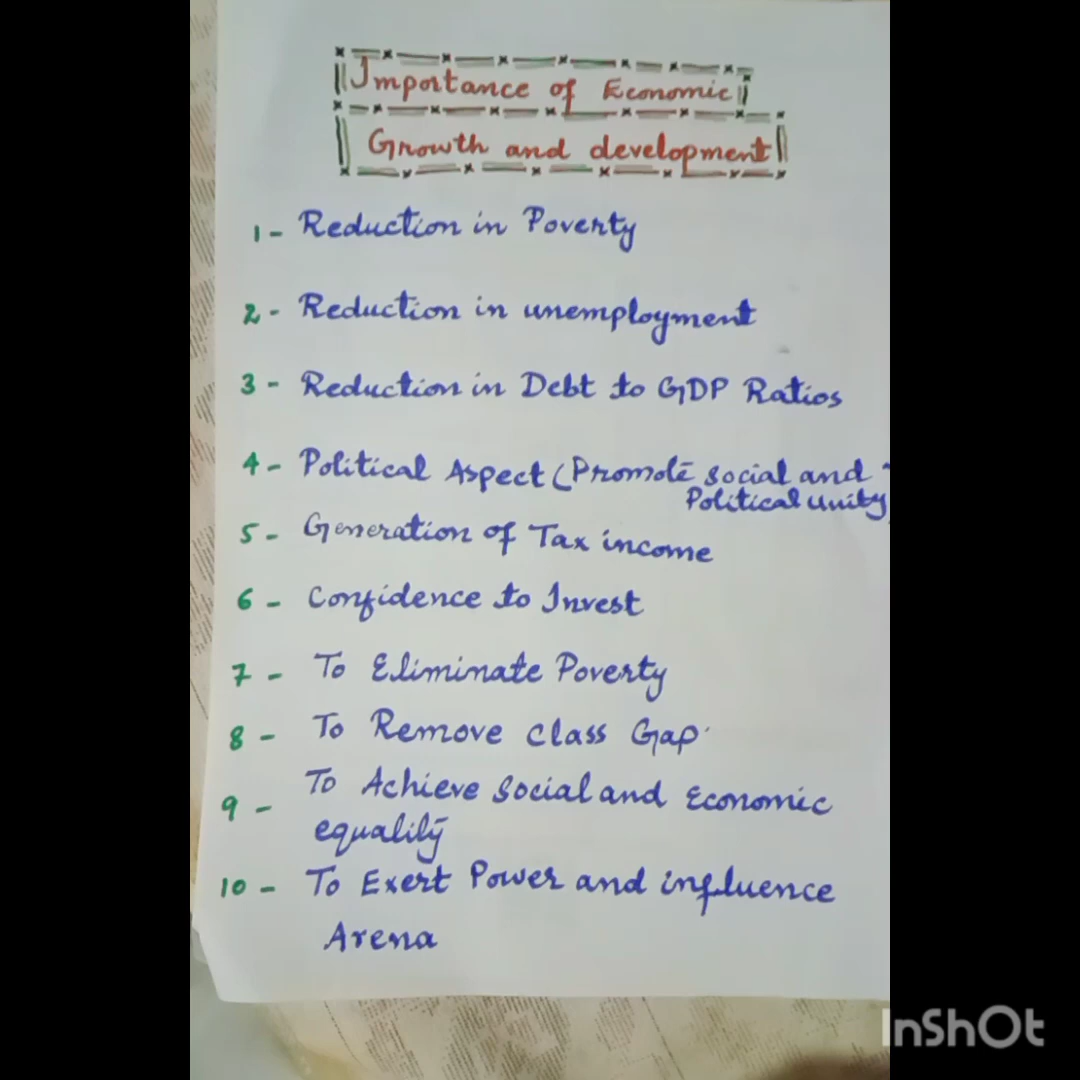 Importance of Economic
Growth and development
1- Reduction in Poverty
2- Reduction in unemployment
3- Reduction in Debt to GDP Ratios
4- Political Aspect (Promote social and
Political unity
5- Generation of Tax income
6- Confidence to Invest
7- To Eliminate Poverty
8- To Remove class Gap
9- To Achieve social and Economic
equality
10- To Exert Power and influence
Arena
InShOt